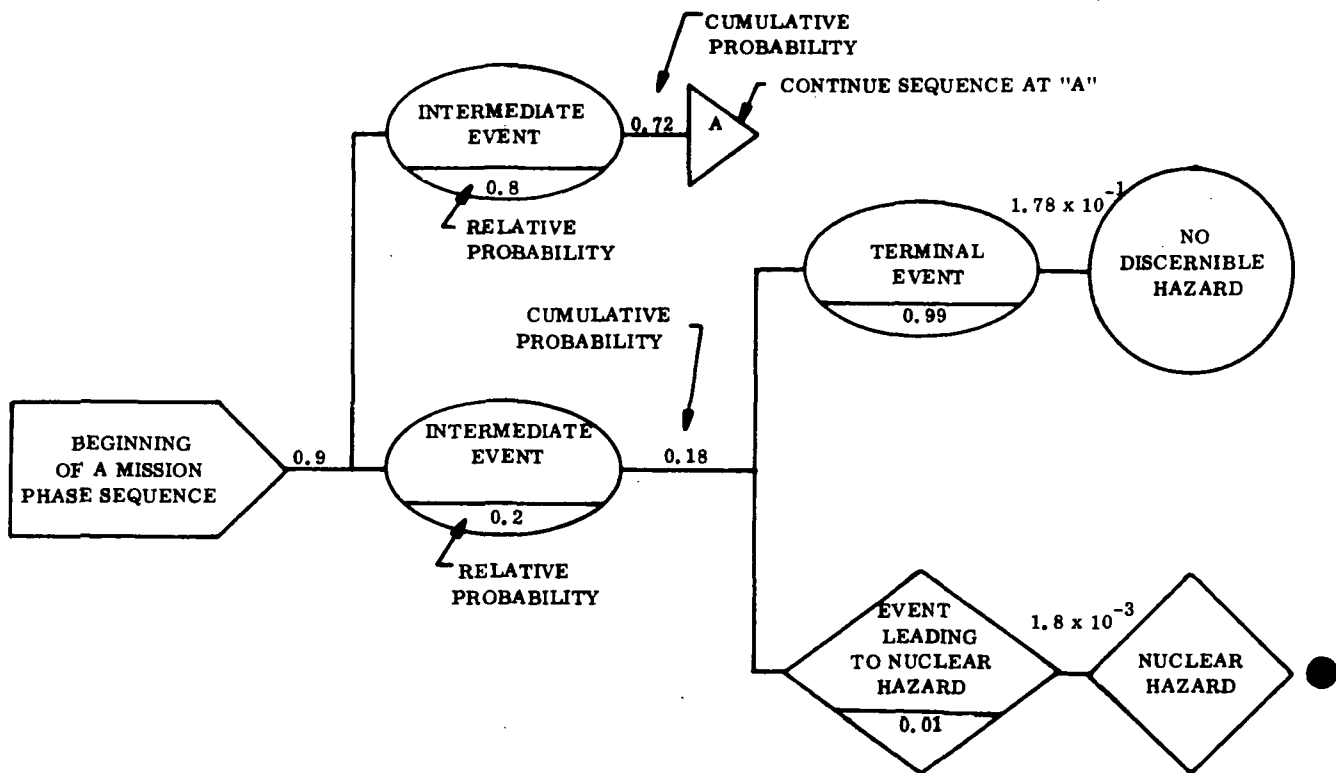 CUMULATIVE
PROBABILITY
CONTINUE SEQUENCE AT "A"
INTERMEDIATE
EVENT
0.8
0.72
A
RELATIVE
PROBABILITY
1.78 x 10⁻¹
TERMINAL
EVENT
0.99
NO
DISCERNIBLE
HAZARD
CUMULATIVE
PROBABILITY
BEGINNING
OF A MISSION
PHASE SEQUENCE
0.9
INTERMEDIATE
EVENT
0.2
0.18
RELATIVE
PROBABILITY
EVENT
LEADING
TO NUCLEAR
HAZARD
0.01
1.8 x 10⁻³
NUCLEAR
HAZARD